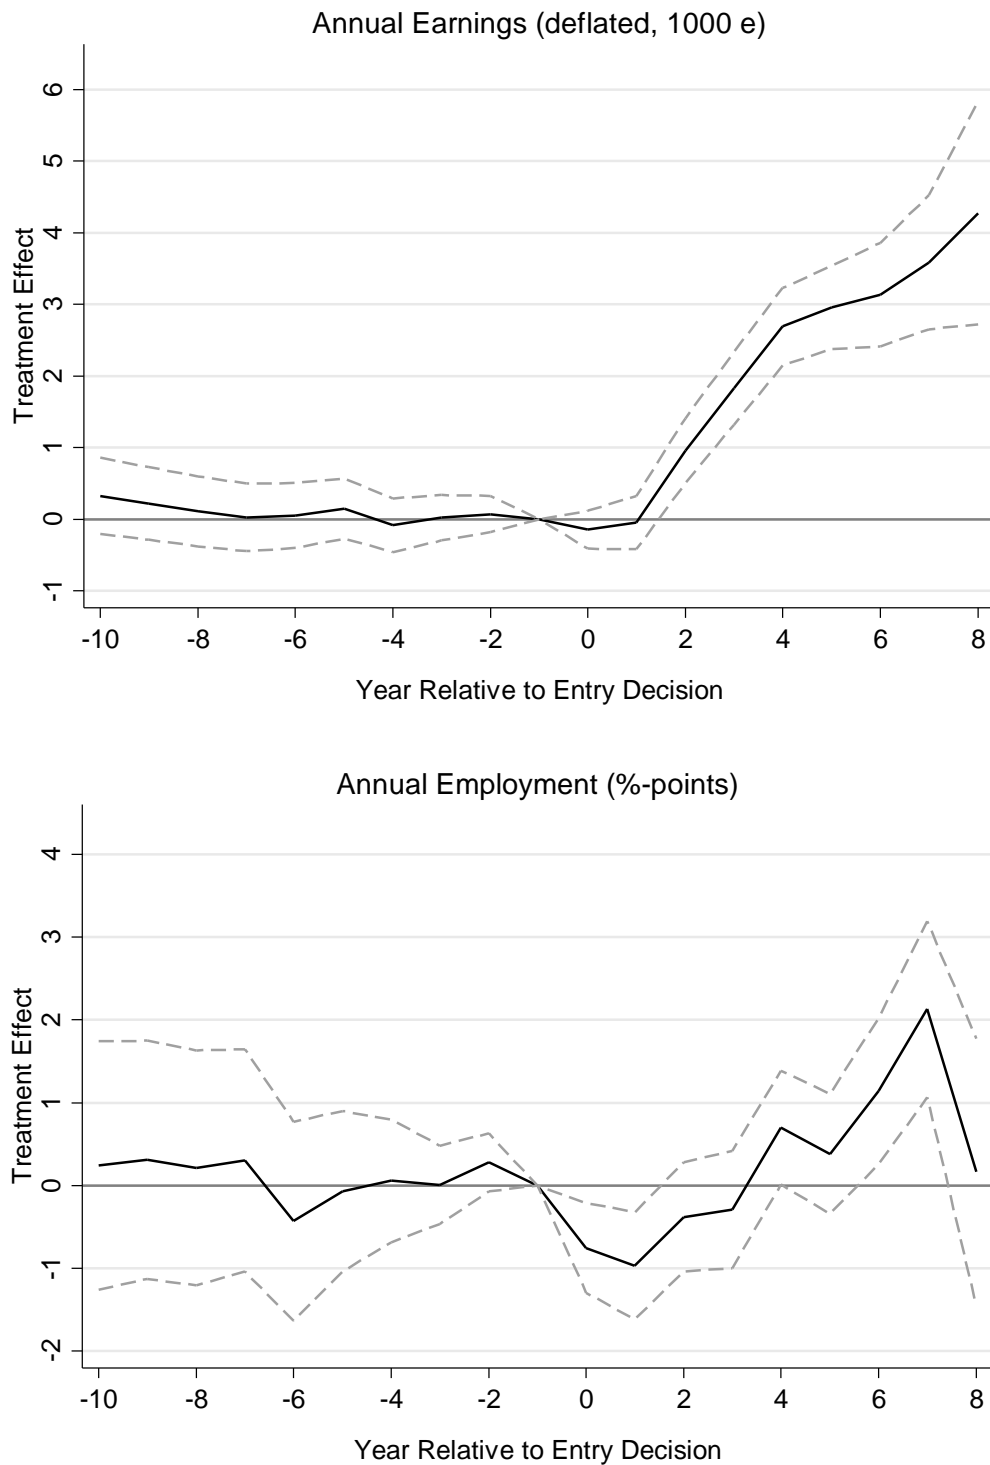 Annual Earnings (deflated, 1000 e)
6
5
4
3
2
1
0
-1
Treatment Effect
-10 -8 -6 -4 -2 0 2 4 6 8
Year Relative to Entry Decision
Annual Employment (%-points)
4
3
2
1
0
-1
-2
Treatment Effect
-10 -8 -6 -4 -2 0 2 4 6 8
Year Relative to Entry Decision